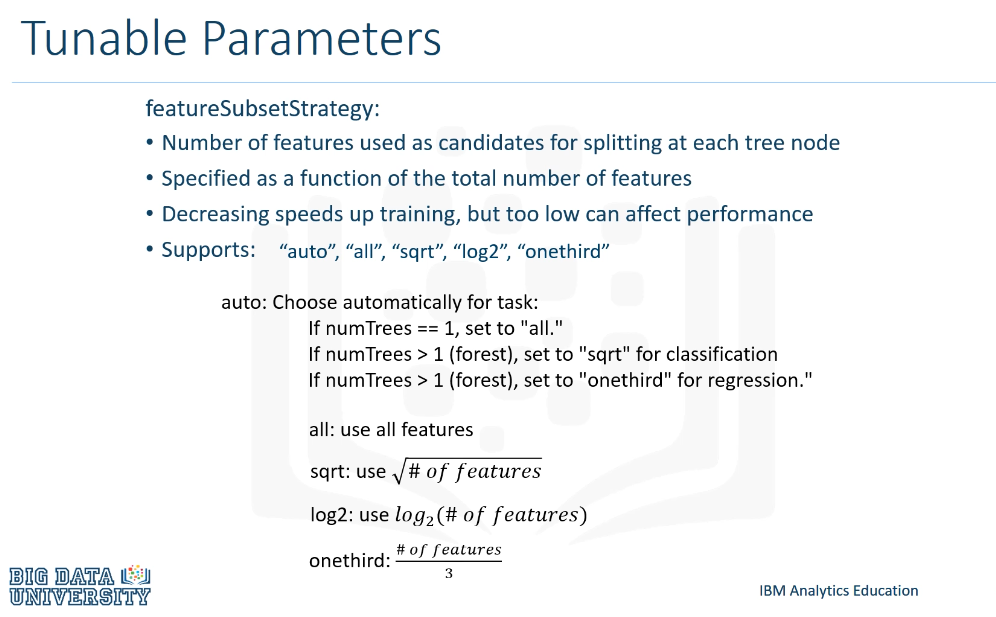 Tunable Parameters
featureSubsetStrategy:
• Number of features used as candidates for splitting at each tree node
• Specified as a function of the total number of features
• Decreasing speeds up training, but too low can affect performance
• Supports: “auto”, “all”, “sqrt”, “log2”, “onethird”
auto: Choose automatically for task:
If numTrees == 1, set to "all."
If numTrees > 1 (forest), set to "sqrt" for classification
If numTrees > 1 (forest), set to "onethird" for regression."
all: use all features
sqrt: use √# of features
log2: use log₂(# of features)
onethird: # of features / 3
BIG DATA
UNIVERSITY
IBM Analytics Education